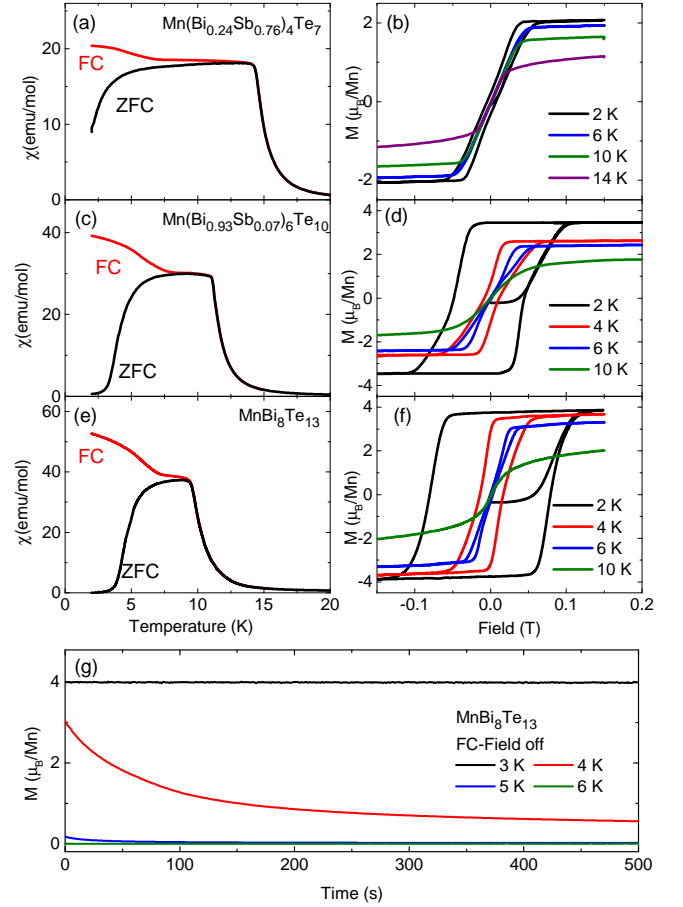 (a) Mn(Bi0.24Sb0.76)4Te7
FC
ZFC
χ(emu/mol)
20
10
0
(b)
M (μB/Mn)
2
0
-2
2 K
6 K
10 K
14 K
(c) Mn(Bi0.93Sb0.07)6Te10
FC
ZFC
χ(emu/mol)
40
20
0
(d)
M (μB/Mn)
4
2
0
-2
-4
2 K
4 K
6 K
10 K
(e) MnBi8Te13
FC
ZFC
χ(emu/mol)
60
40
20
0
0 5 10 15 20
Temperature (K)
(f)
M (μB/Mn)
4
2
0
-2
-4
2 K
4 K
6 K
10 K
-0.1 0.0 0.1 0.2
Field (T)
(g)
M (μB/Mn)
4
2
0
MnBi8Te13
FC-Field off
3 K 4 K
5 K 6 K
0 100 200 300 400 500
Time (s)